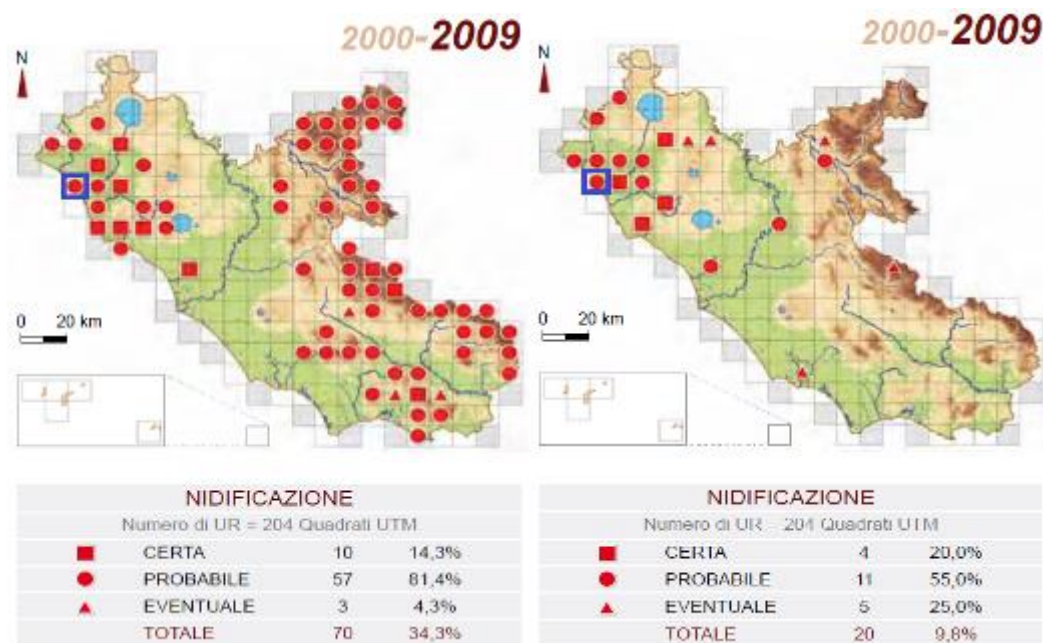 2000-2009
N
0 20 km
NIDIFICAZIONE
Numero di UR = 204 Quadrati UTM
CERTA 10 14,3%
PROBABILE 57 81,4%
EVENTUALE 3 4,3%
TOTALE 70 34,3%
2000-2009
N
0 20 km
NIDIFICAZIONE
Numero di UR = 204 Quadrati UTM
CERTA 4 20,0%
PROBABILE 11 55,0%
EVENTUALE 5 25,0%
TOTALE 20 9,8%